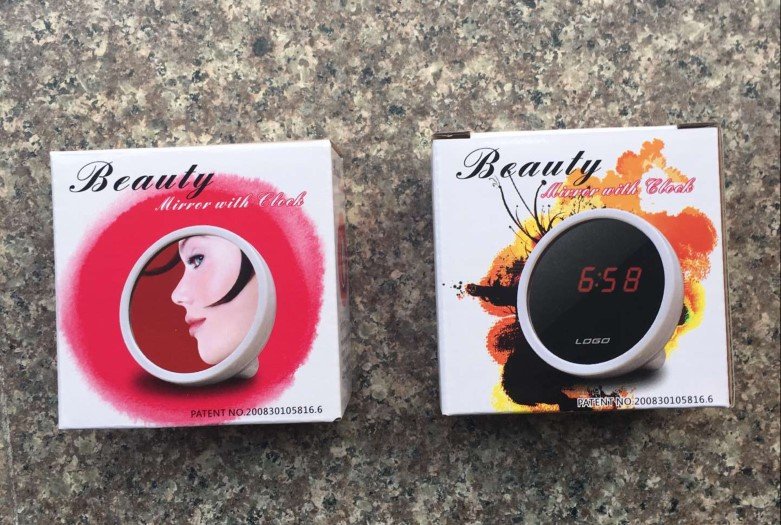 Beauty
Mirror with Clock
PATENT NO.200830105816.6
Beauty
Mirror with Clock
6:58
LOGO
PATENT NO.200830105816.6